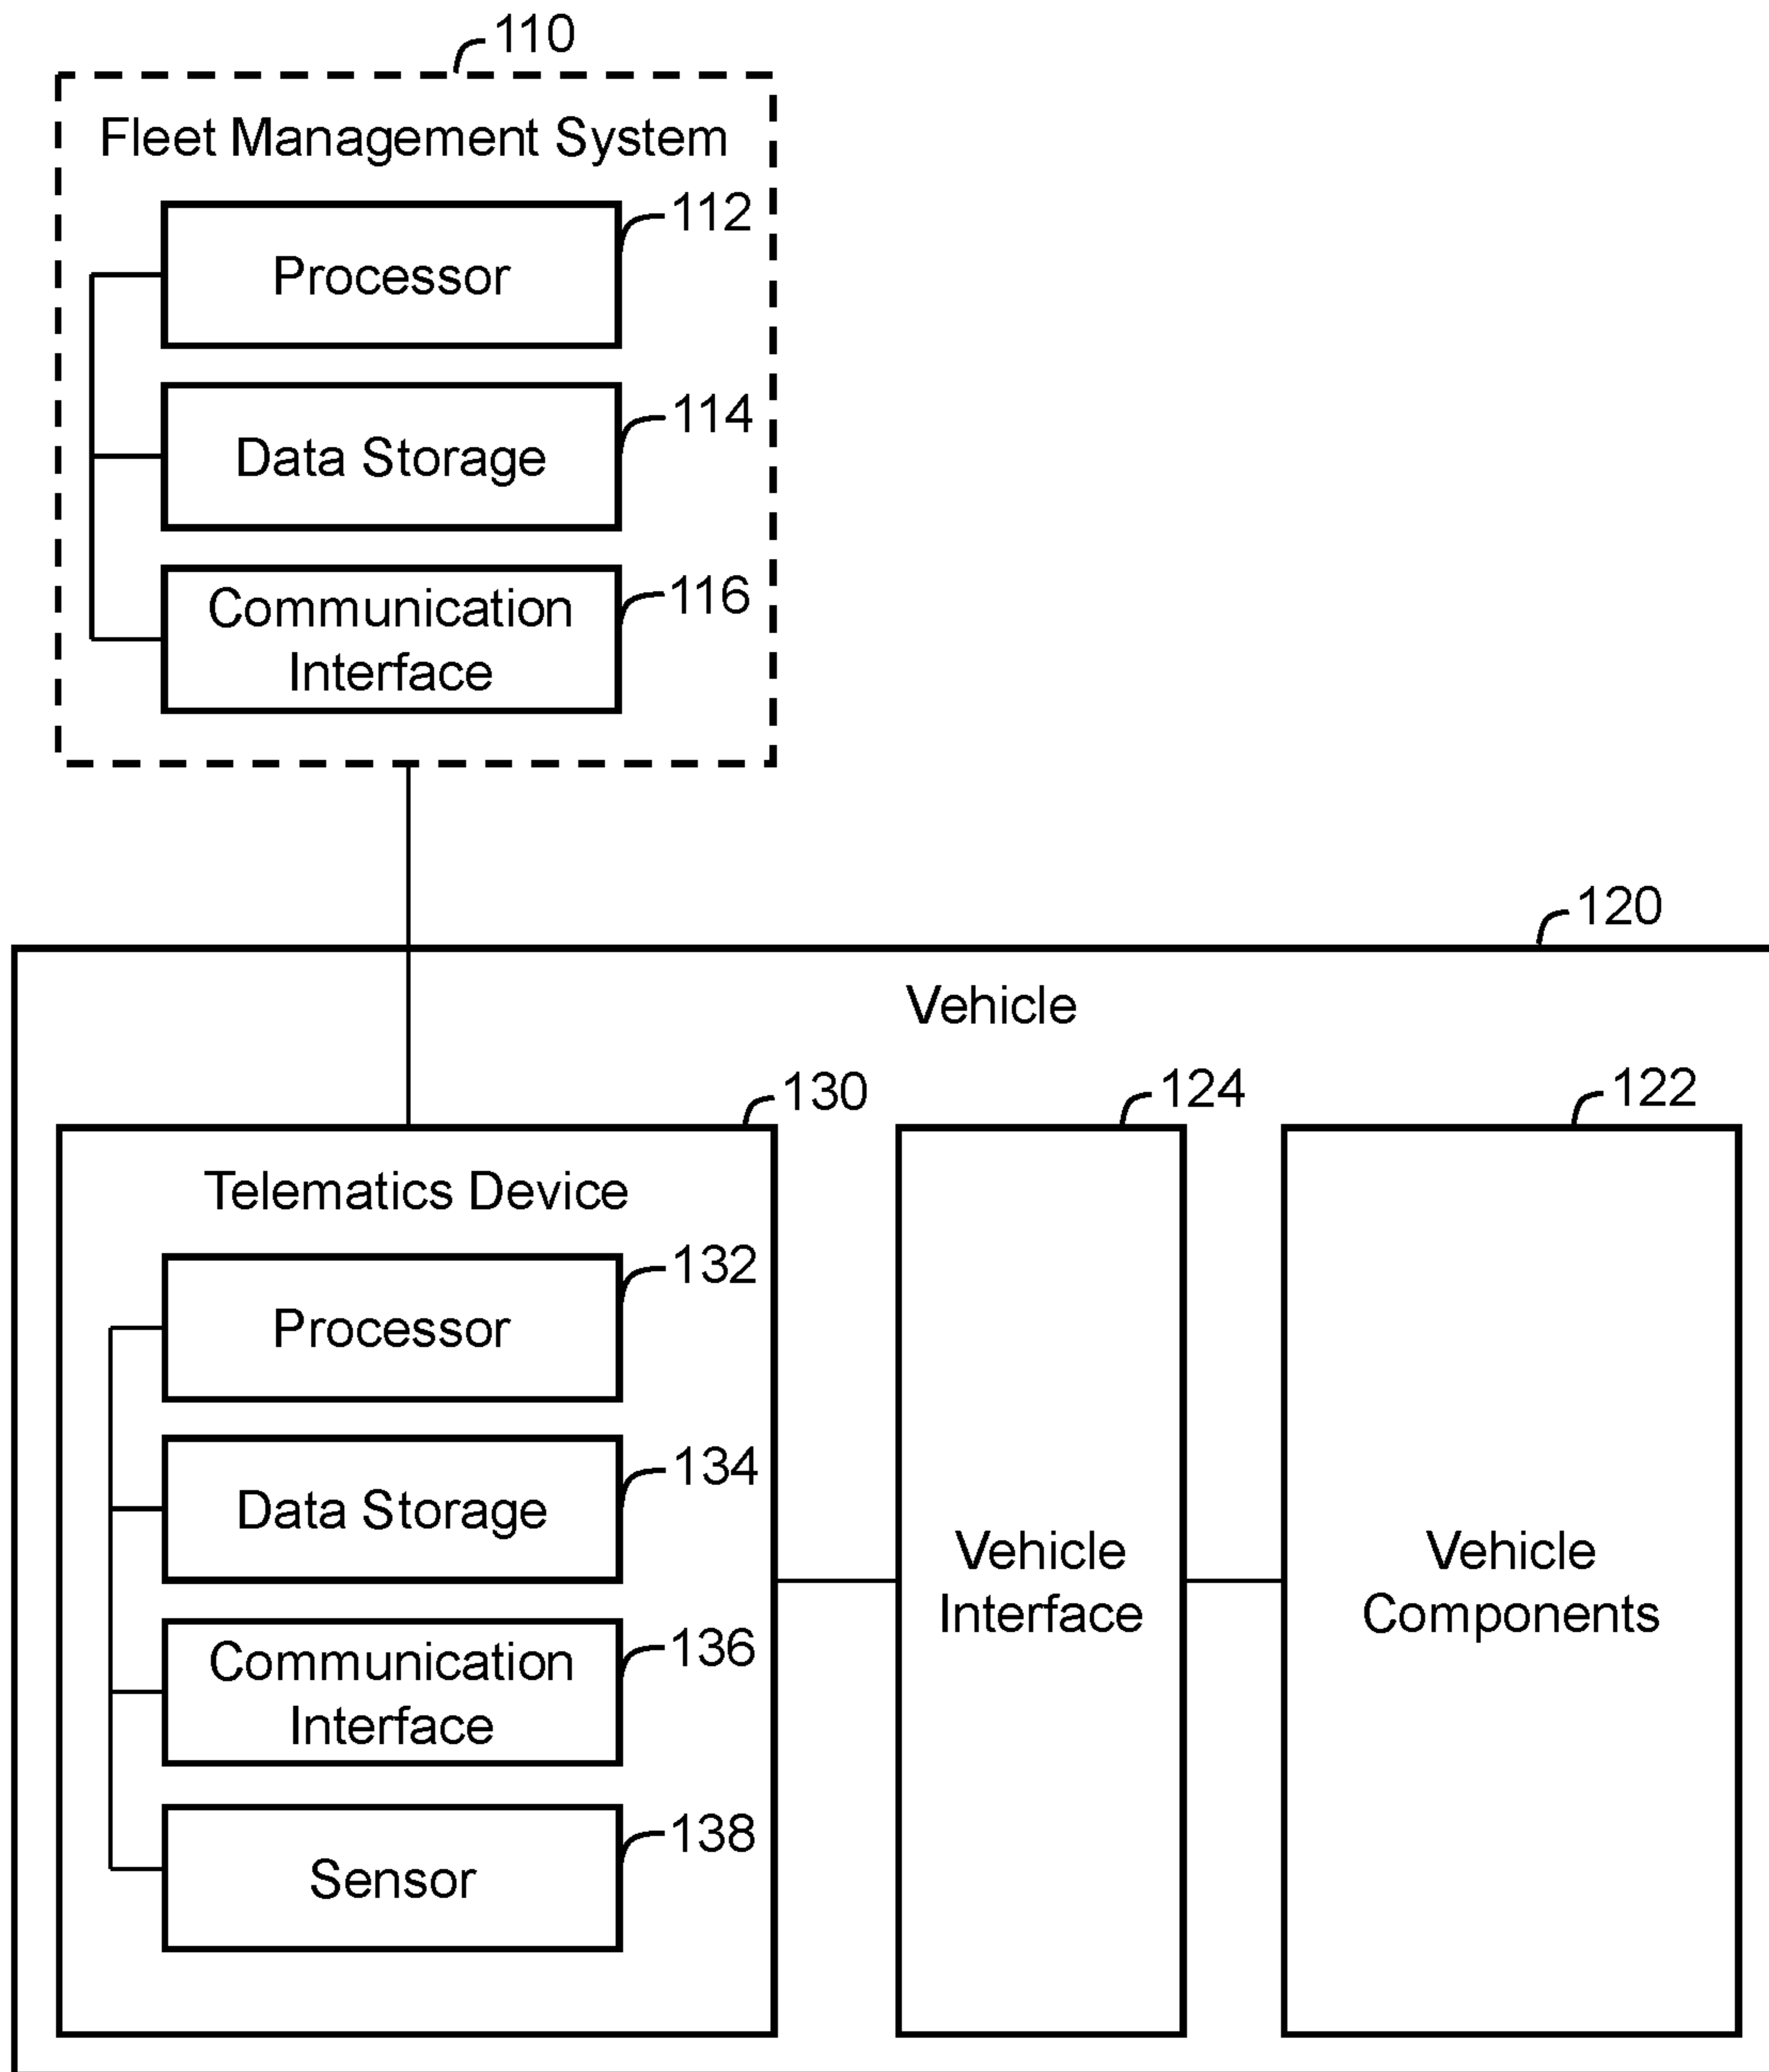 110
Fleet Management System
112
Processor
114
Data Storage
116
Communication
Interface
120
Vehicle
130
124
122
Telematics Device
132
Processor
134
Data Storage
136
Communication
Interface
138
Sensor
Vehicle
Interface
Vehicle
Components